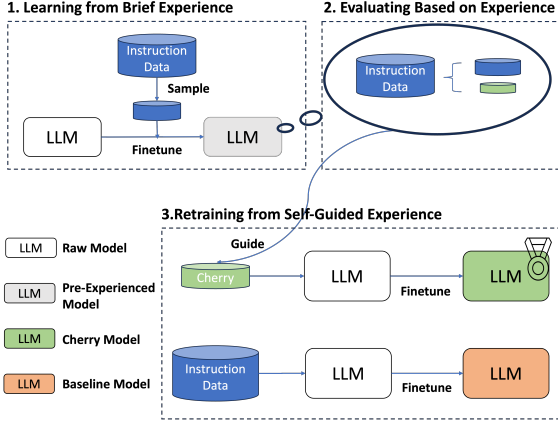 1. Learning from Brief Experience
Instruction
Data
Sample
LLM
Finetune
LLM
2. Evaluating Based on Experience
Instruction
Data
3.Retraining from Self-Guided Experience
Guide
Cherry
LLM
Finetune
LLM
Instruction
Data
LLM
Finetune
LLM
LLM Raw Model
LLM Pre-Experienced
Model
LLM Cherry Model
LLM Baseline Model